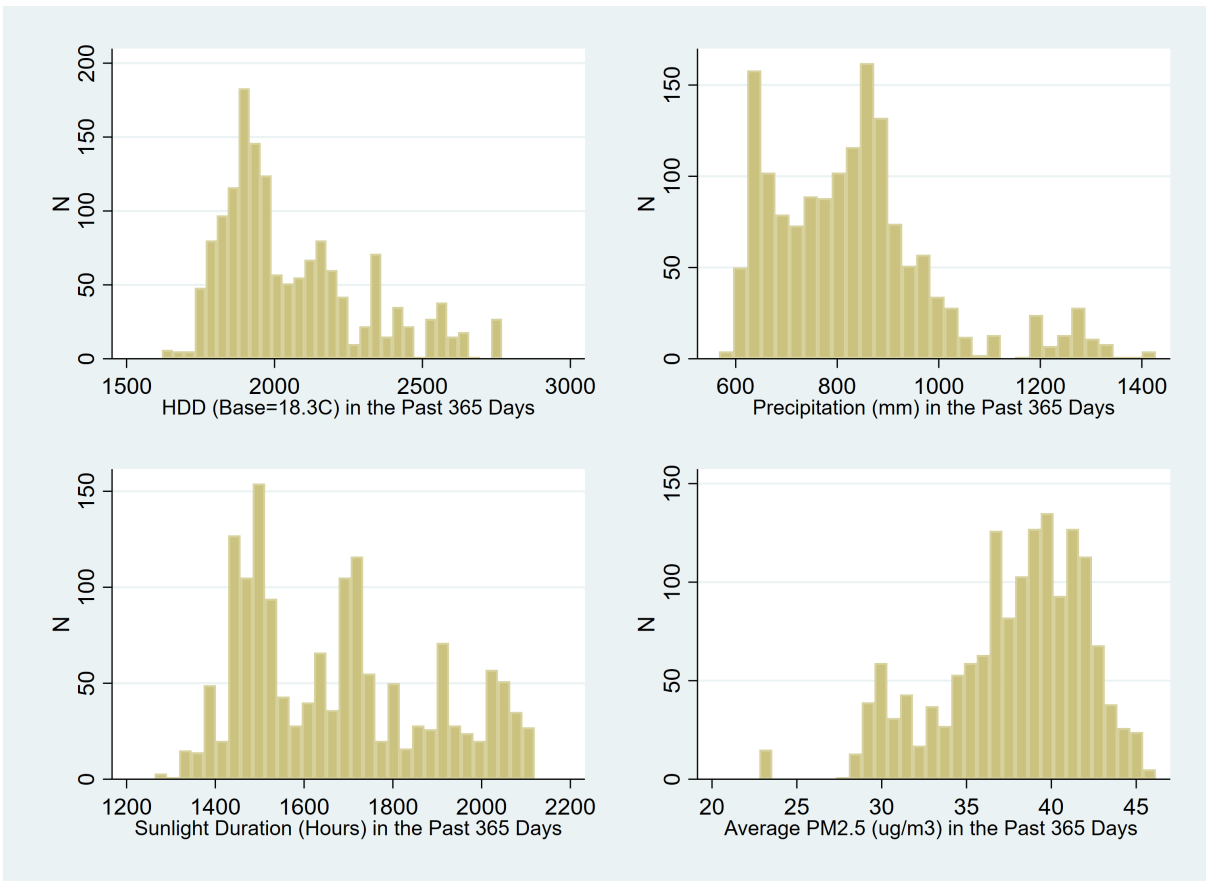 200
150
100
50
0
N
1500 2000 2500 3000
HDD (Base=18.3C) in the Past 365 Days
150
100
50
0
N
600 800 1000 1200 1400
Precipitation (mm) in the Past 365 Days
150
100
50
0
N
1200 1400 1600 1800 2000 2200
Sunlight Duration (Hours) in the Past 365 Days
150
100
50
0
N
20 25 30 35 40 45
Average PM2.5 (ug/m3) in the Past 365 Days